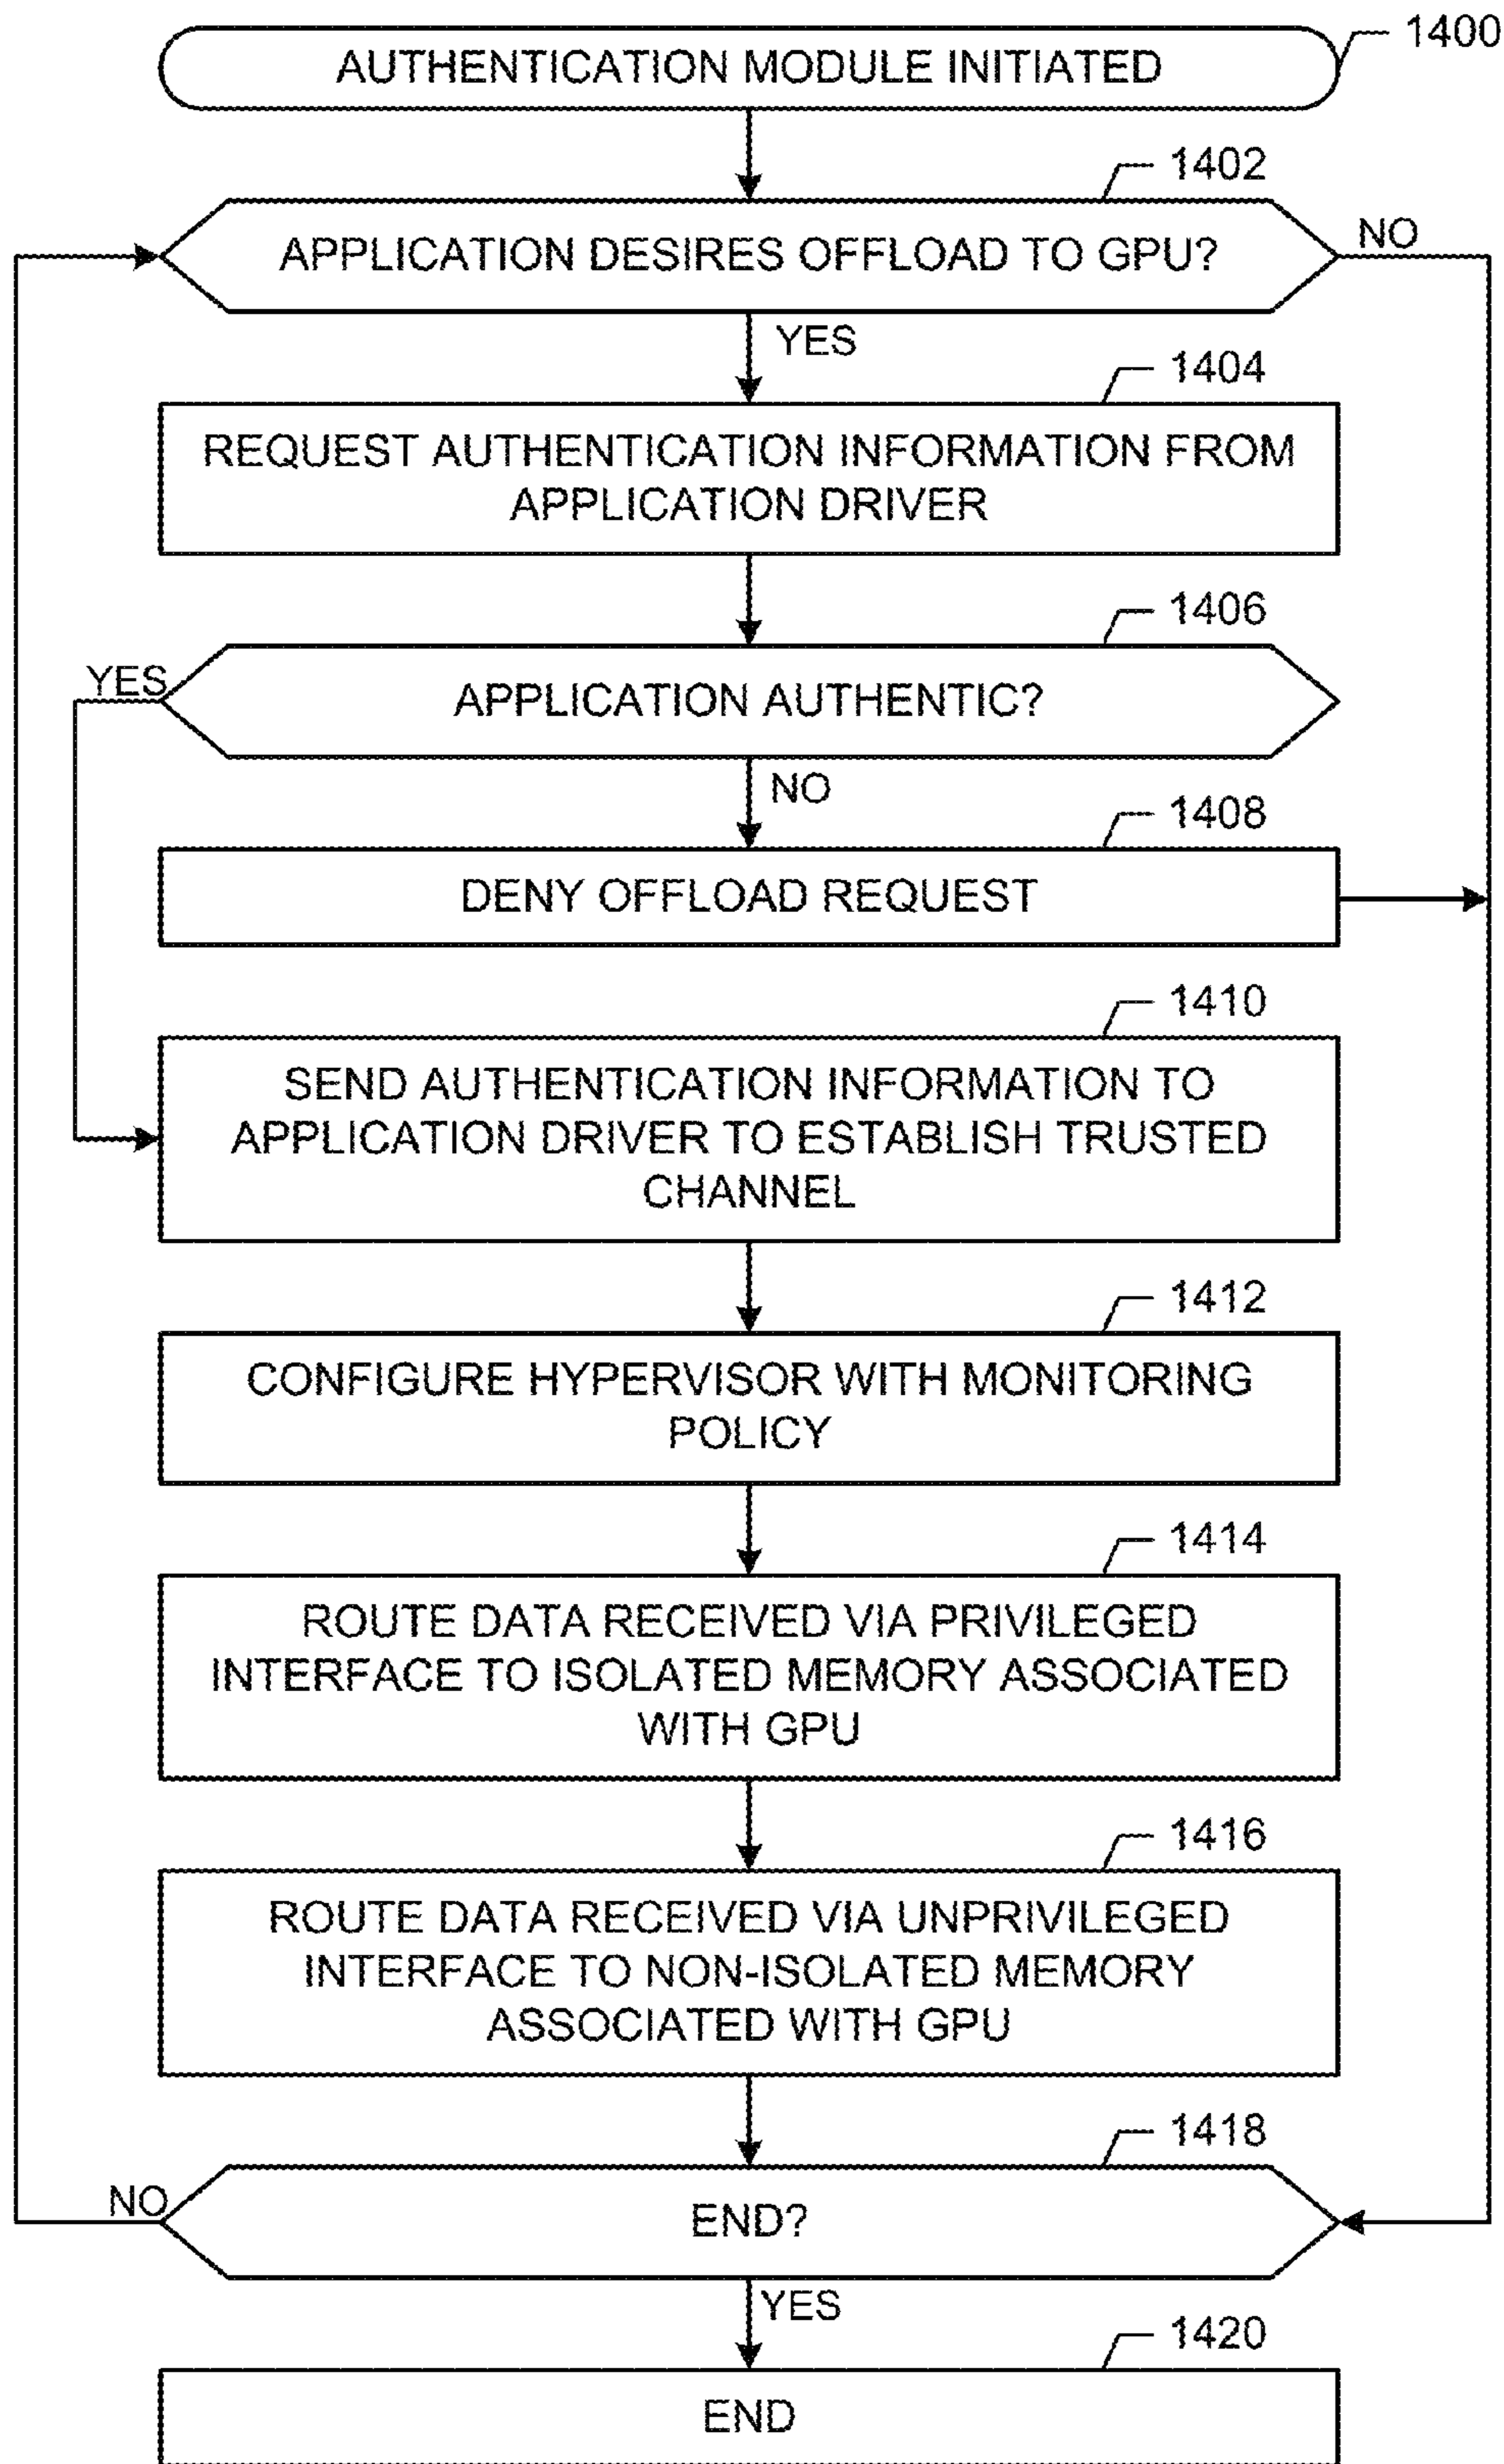 1400
AUTHENTICATION MODULE INITIATED
1402
APPLICATION DESIRES OFFLOAD TO GPU?
NO
YES
1404
REQUEST AUTHENTICATION INFORMATION FROM
APPLICATION DRIVER
1406
YES
APPLICATION AUTHENTIC?
NO
1408
DENY OFFLOAD REQUEST
1410
SEND AUTHENTICATION INFORMATION TO
APPLICATION DRIVER TO ESTABLISH TRUSTED
CHANNEL
1412
CONFIGURE HYPERVISOR WITH MONITORING
POLICY
1414
ROUTE DATA RECEIVED VIA PRIVILEGED
INTERFACE TO ISOLATED MEMORY ASSOCIATED
WITH GPU
1416
ROUTE DATA RECEIVED VIA UNPRIVILEGED
INTERFACE TO NON-ISOLATED MEMORY
ASSOCIATED WITH GPU
1418
NO
END?
YES
1420
END